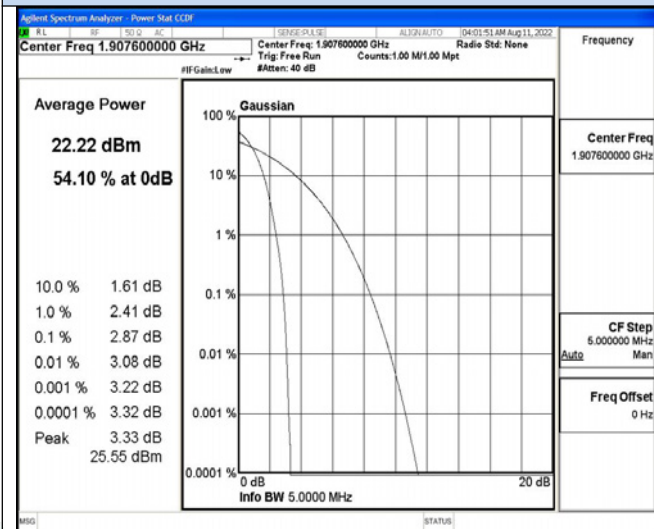 Agilent Spectrum Analyzer - Power Stat CCDF
RL RF 50 Ω AC SENSE:PULSE ALIGN AUTO 04:01:51 AM Aug 11, 2022
Center Freq 1.907600000 GHz
Center Freq: 1.907600000 GHz Radio Std: None
Trig: Free Run Counts:1.00 M/1.00 Mpt
#IFGain:Low #Atten: 40 dB
Frequency
Average Power
22.22 dBm
54.10 % at 0dB
10.0 % 1.61 dB
1.0 % 2.41 dB
0.1 % 2.87 dB
0.01 % 3.08 dB
0.001 % 3.22 dB
0.0001 % 3.32 dB
Peak 3.33 dB
25.55 dBm
Gaussian
100 %
10 %
1 %
0.1 %
0.01 %
0.001 %
0.0001 %
0 dB 20 dB
Info BW 5.0000 MHz
Center Freq
1.907600000 GHz
CF Step
5.000000 MHz
Auto Man
Freq Offset
0 Hz
MSG STATUS